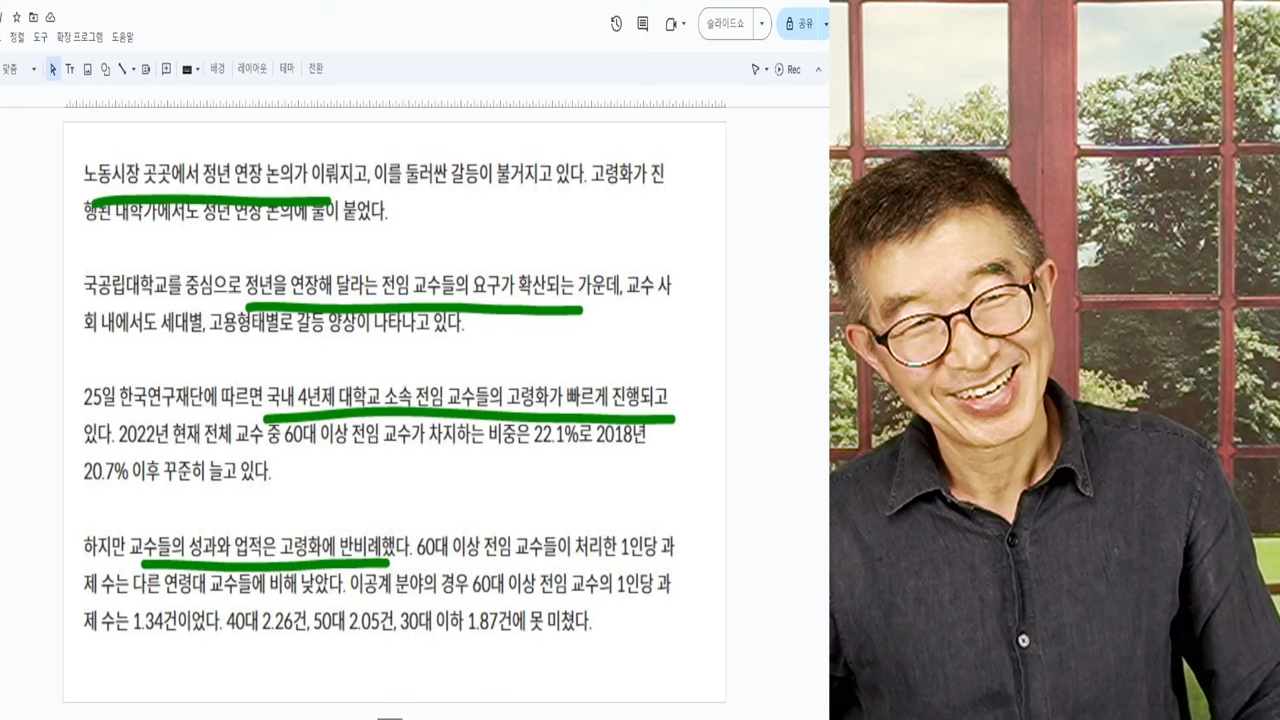 정렬 도구 확장 프로그램 도움말
슬라이드쇼
공유
맞춤
배경
레이아웃
테마
전환
Rec
노동시장 곳곳에서 정년 연장 논의가 이뤄지고, 이를 둘러싼 갈등이 불거지고 있다. 고령화가 진
행된 대학가에서도 정년 연장 논의에 불이 붙었다.
국공립대학교를 중심으로 정년을 연장해 달라는 전임 교수들의 요구가 확산되는 가운데, 교수 사
회 내에서도 세대별, 고용형태별로 갈등 양상이 나타나고 있다.
25일 한국연구재단에 따르면 국내 4년제 대학교 소속 전임 교수들의 고령화가 빠르게 진행되고
있다. 2022년 현재 전체 교수 중 60대 이상 전임 교수가 차지하는 비중은 22.1%로 2018년
20.7% 이후 꾸준히 늘고 있다.
하지만 교수들의 성과와 업적은 고령화에 반비례했다. 60대 이상 전임 교수들이 처리한 1인당 과
제 수는 다른 연령대 교수들에 비해 낮았다. 이공계 분야의 경우 60대 이상 전임 교수의 1인당 과
제 수는 1.34건이었다. 40대 2.26건, 50대 2.05건, 30대 이하 1.87건에 못 미쳤다.